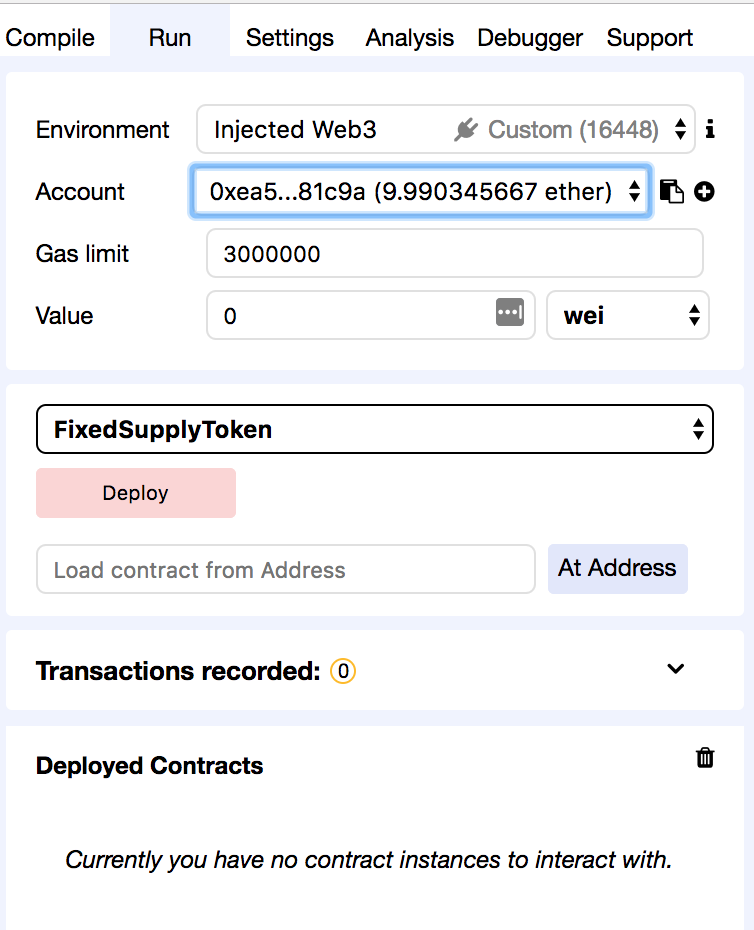 Compile Run Settings Analysis Debugger Support
Environment Injected Web3 Custom (16448) i
Account 0xea5...81c9a (9.990345667 ether)
Gas limit 3000000
Value 0 wei
FixedSupplyToken
Deploy
Load contract from Address At Address
Transactions recorded: 0
Deployed Contracts
Currently you have no contract instances to interact with.